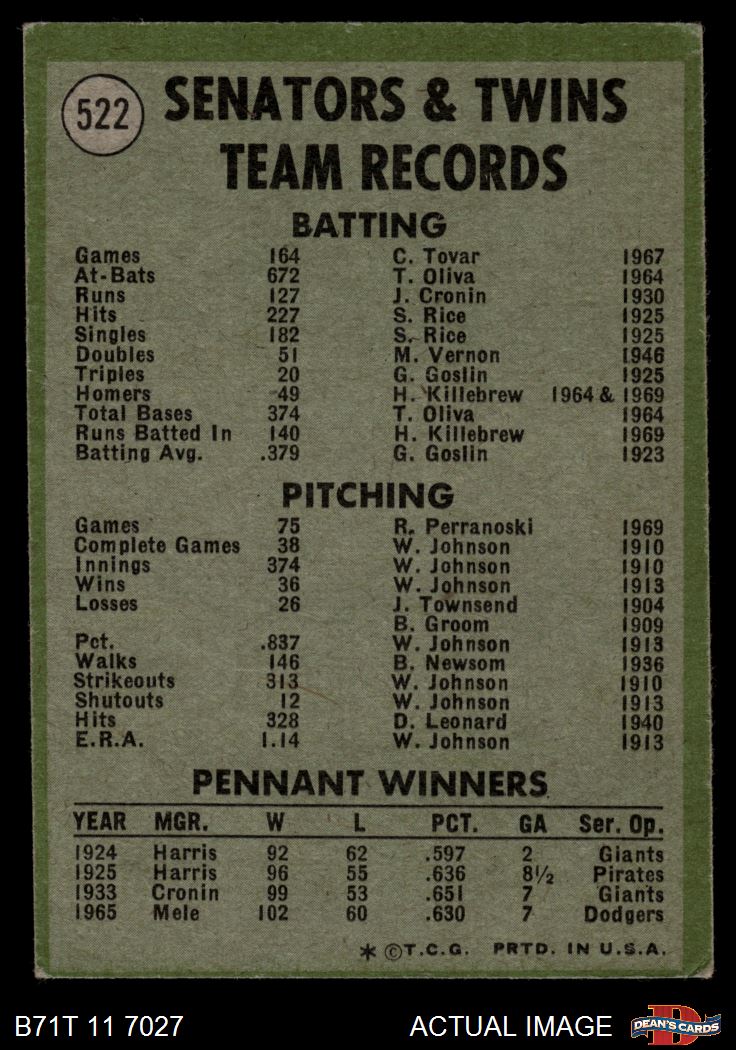 522
SENATORS & TWINS
TEAM RECORDS
BATTING
Games 164 C. Tovar 1967
At-Bats 672 T. Oliva 1964
Runs 127 J. Cronin 1930
Hits 227 S. Rice 1925
Singles 182 S. Rice 1925
Doubles 51 M. Vernon 1946
Triples 20 G. Goslin 1925
Homers 49 H. Killebrew 1964 & 1969
Total Bases 374 T. Oliva 1964
Runs Batted In 140 H. Killebrew 1969
Batting Avg. .379 G. Goslin 1923
PITCHING
Games 75 R. Perranoski 1969
Complete Games 38 W. Johnson 1910
Innings 374 W. Johnson 1910
Wins 36 W. Johnson 1913
Losses 26 J. Townsend 1904
B. Groom 1909
Pct. .837 W. Johnson 1913
Walks 146 B. Newsom 1936
Strikeouts 313 W. Johnson 1910
Shutouts 12 W. Johnson 1913
Hits 328 D. Leonard 1940
E.R.A. 1.14 W. Johnson 1913
PENNANT WINNERS
YEAR MGR. W L PCT. GA Ser. Op.
1924 Harris 92 62 .597 2 Giants
1925 Harris 96 55 .636 8½ Pirates
1933 Cronin 99 53 .651 7 Giants
1965 Mele 102 60 .630 7 Dodgers
* ©T.C.G. PRTD. IN U.S.A.
B71T 11 7027 ACTUAL IMAGE D DEAN'S CARDS